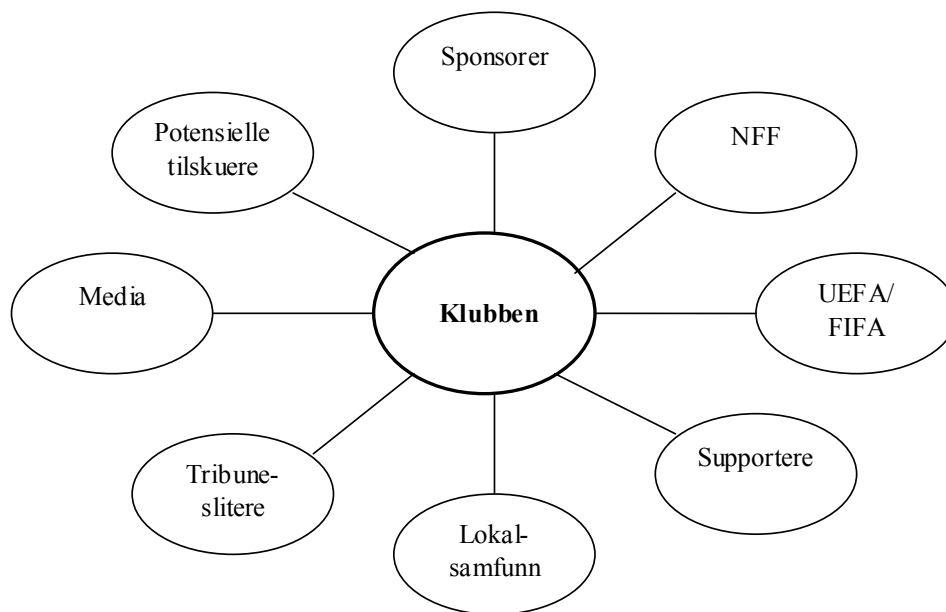 Sponsorer
Potensielle
tilskuere
NFF
Media
Klubben
UEFA/
FIFA
Tribune-
slitere
Supportere
Lokal-
samfunn